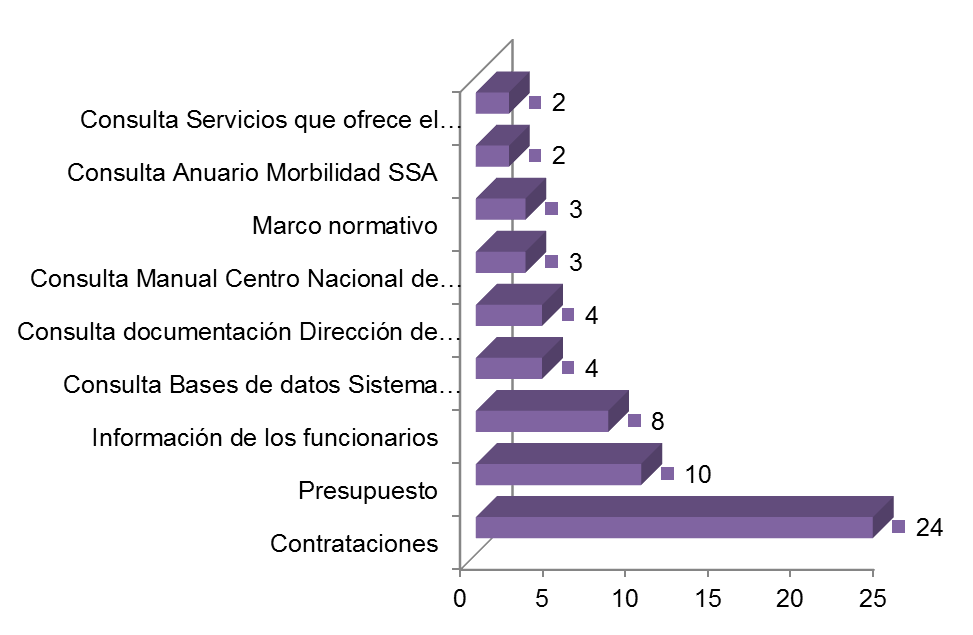 Consulta Servicios que ofrece el… 2
Consulta Anuario Morbilidad SSA 2
Marco normativo 3
Consulta Manual Centro Nacional de… 3
Consulta documentación Dirección de… 4
Consulta Bases de datos Sistema… 4
Información de los funcionarios 8
Presupuesto 10
Contrataciones 24
0 5 10 15 20 25